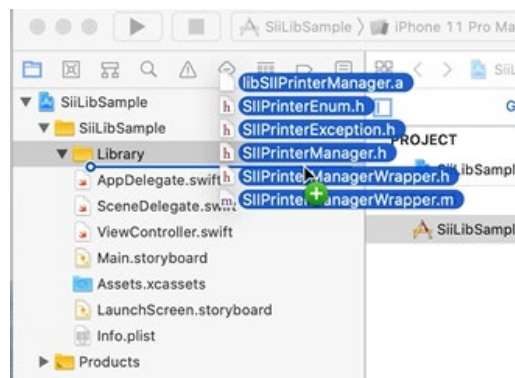 SiiLibSample
iPhone 11 Pro Ma
libSIIPrinterManager.a
SIIPrinterEnum.h
SIIPrinterException.h
SIIPrinterManager.h
SIIPrinterManagerWrapper.h
SIIPrinterManagerWrapper.m
SiiLibSample
SiiLibSample
Library
AppDelegate.swift
SceneDelegate.swift
ViewController.swift
Main.storyboard
Assets.xcassets
LaunchScreen.storyboard
Info.plist
Products
PROJECT
SiiLibSampl